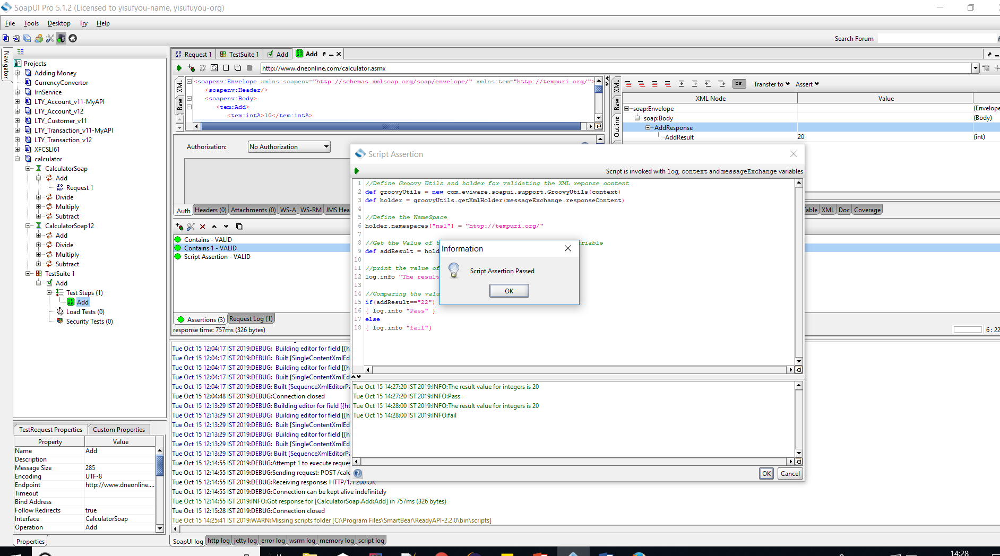 SoapUI Pro 5.1.2 (Licensed to yisufyou-name, yisufuyou-org)
File Tools Desktop Try Help
Search Forum
Navigator
Projects
Adding Money
CurrencyConvertor
IrnService
LTY_Account_v11-MyAPI
LTY_Account_v12
LTY_Customer_v11
LTY_Transaction_v11-MyAPI
LTY_Transaction_v12
XFCSLI61
calculator
CalculatorSoap
Add
Request 1
Divide
Multiply
Subtract
CalculatorSoap12
Add
Divide
Multiply
Subtract
TestSuite 1
Add
Test Steps (1)
Add
Load Tests (0)
Security Tests (0)
TestRequest Properties Custom Properties
Property Value
Name Add
Description
Message Size 285
Encoding UTF-8
Endpoint http://www.dneonline....
Timeout
Bind Address
Follow Redirects true
Interface CalculatorSoap
Operation Add
Properties
Request 1 TestSuite 1 Add Add
http://www.dneonline.com/calculator.asmx
XML
Raw
<soapenv:Envelope xmlns:soapenv="http://schemas.xmlsoap.org/soap/envelope/" xmlns:tem="http://tempuri.org/">
<soapenv:Header/>
<soapenv:Body>
<tem:Add>
<tem:intA>10</tem:intA>
Authorization: No Authorization
Auth Headers (0) Attachments (0) WS-A WS-RM JMS Hea
Contains - VALID
Contains 1 - VALID
Script Assertion - VALID
Assertions (3) Request Log (1)
response time: 757ms (326 bytes)
XML
Raw
Outline
XS: Transfer to Assert
XML Node Value
soap:Envelope (Envelope
soap:Body (Body)
AddResponse
AddResult 20 (int)
Table XML Doc Coverage
6 : 22
Script Assertion
Script is invoked with log, context and messageExchange variables
1 //Define Groovy Utils and holder for validating the XML reponse content
2 def groovyUtils = new com.eviware.soapui.support.GroovyUtils(context)
3 def holder = groovyUtils.getXmlHolder(messageExchange.responseContent)
4
5 //Define the NameSpace
6 holder.namespaces["ns1"] = "http://tempuri.org/"
7
8 //Get the Value of t ariable
9 def addResult = hold
10
11 //print the value of
12 log.info "The result
13
14 //Comparing the valu
15 if(addResult=="22")
16 { log.info "Pass" }
17 else
18 { log.info "fail"}
Information
Script Assertion Passed
OK
Tue Oct 15 14:27:20 IST 2019:INFO:The result value for integers is 20
Tue Oct 15 14:27:20 IST 2019:INFO:Pass
Tue Oct 15 14:28:00 IST 2019:INFO:The result value for integers is 20
Tue Oct 15 14:28:00 IST 2019:INFO:fail
OK Cancel
Tue Oct 15 12:04:17 IST 2019:DEBUG: Building editor for field [{ht
Tue Oct 15 12:04:17 IST 2019:DEBUG: Built [SingleContentXmlEd
Tue Oct 15 12:04:17 IST 2019:DEBUG: Building editor for field [{ht
Tue Oct 15 12:04:17 IST 2019:DEBUG: Built [SingleContentXmlEd
Tue Oct 15 12:04:17 IST 2019:DEBUG: Built [SequenceXmlEditorPa
Tue Oct 15 12:04:48 IST 2019:DEBUG:Connection closed
Tue Oct 15 12:13:29 IST 2019:DEBUG: Building editor for field [{ht
Tue Oct 15 12:13:29 IST 2019:DEBUG: Building editor for field [{ht
Tue Oct 15 12:13:29 IST 2019:DEBUG: Built [SingleContentXmlEd
Tue Oct 15 12:13:29 IST 2019:DEBUG: Building editor for field [{ht
Tue Oct 15 12:13:29 IST 2019:DEBUG: Built [SingleContentXmlEd
Tue Oct 15 12:13:29 IST 2019:DEBUG: Built [SequenceXmlEditorPa
Tue Oct 15 12:14:55 IST 2019:DEBUG:Attempt 1 to execute reque
Tue Oct 15 12:14:55 IST 2019:DEBUG:Sending request: POST /calc
Tue Oct 15 12:14:55 IST 2019:DEBUG:Receiving response: HTTP/1.1 200 OK
Tue Oct 15 12:14:55 IST 2019:DEBUG:Connection can be kept alive indefinitely
Tue Oct 15 12:14:55 IST 2019:INFO:Got response for [CalculatorSoap.Add:Add] in 757ms (326 bytes)
Tue Oct 15 12:15:28 IST 2019:DEBUG:Connection closed
Tue Oct 15 14:25:41 IST 2019:WARN:Missing scripts folder [C:\Program Files\SmartBear\ReadyAPI-2.2.0\bin\scripts]
SoapUI log http log jetty log error log wsrm log memory log script log
14:28